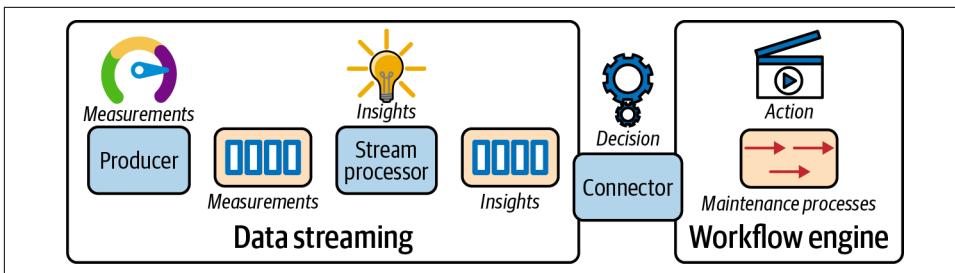 Measurements
Producer
Measurements
Insights
Stream
processor
Insights
Decision
Connector
Action
Maintenance processes
Data streaming
Workflow engine